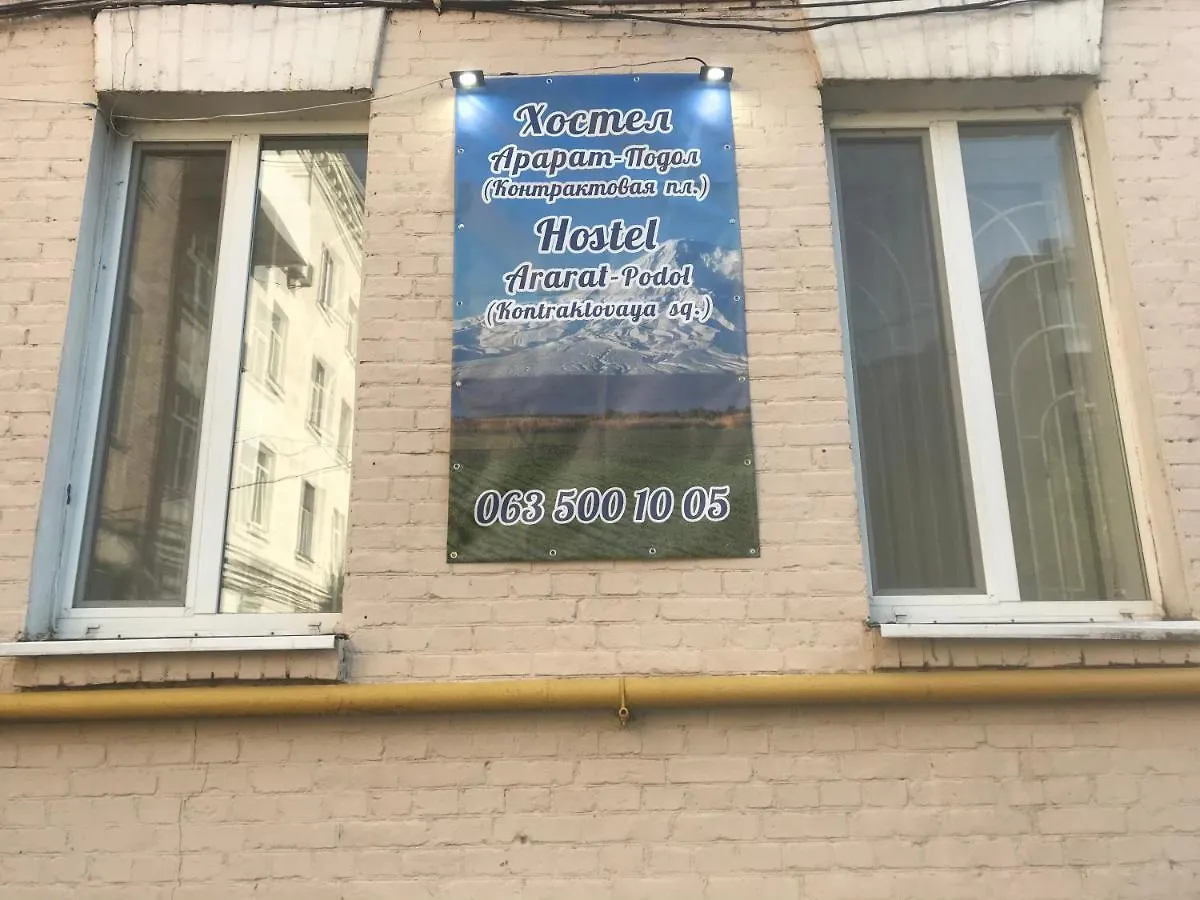 Хостел
Арарат-Подол
(Контрактовая пл.)
Hostel
Ararat-Podol
(Kontraktovaya sq.)
063 500 10 05